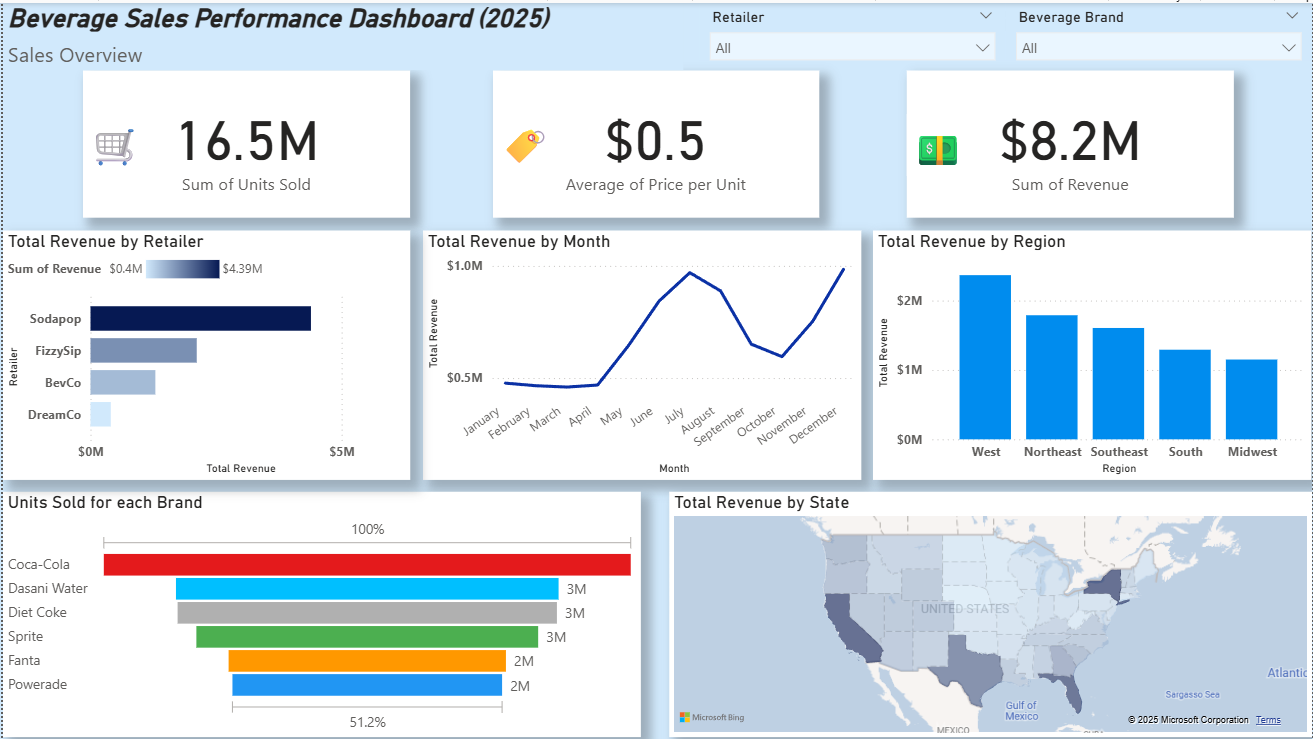 Beverage Sales Performance Dashboard (2025)
Sales Overview
Retailer
All
Beverage Brand
All
16.5M
Sum of Units Sold
$0.5
Average of Price per Unit
$8.2M
Sum of Revenue
Total Revenue by Retailer
Sum of Revenue $0.4M $4.39M
Retailer
Sodapop
FizzySip
BevCo
DreamCo
$0M $5M
Total Revenue
Total Revenue by Month
Total Revenue
$1.0M
$0.5M
January February March April May June July August September October November December
Month
Total Revenue by Region
Total Revenue
$2M
$1M
$0M
West Northeast Southeast South Midwest
Region
Units Sold for each Brand
100%
Coca-Cola
Dasani Water 3M
Diet Coke 3M
Sprite 3M
Fanta 2M
Powerade 2M
51.2%
Total Revenue by State
UNITED STATES
Atlantic
Sargasso Sea
Gulf of
Mexico
MEXICO
Microsoft Bing
© 2025 Microsoft Corporation Terms